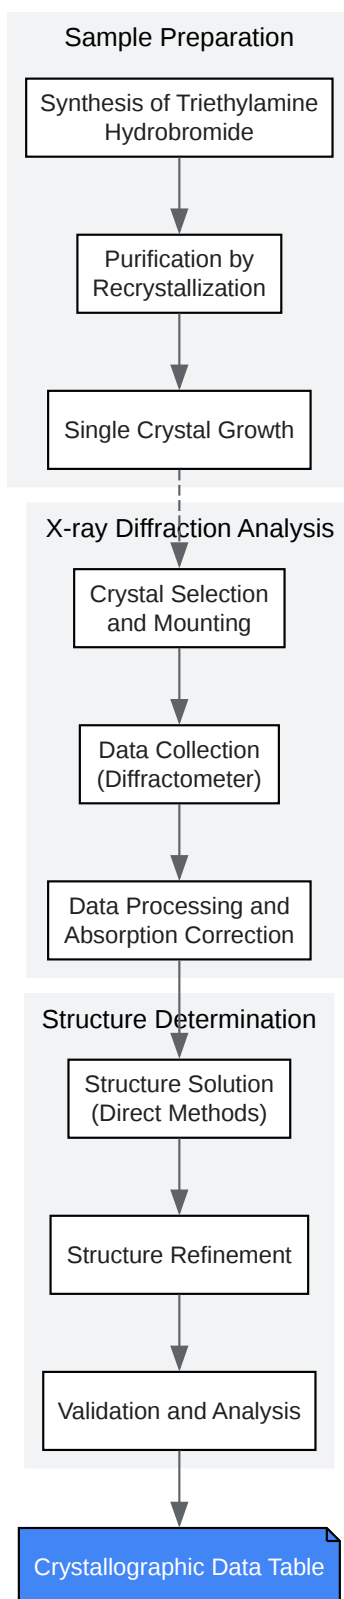 Sample Preparation
Synthesis of Triethylamine
Hydrobromide
Purification by
Recrystallization
Single Crystal Growth
X-ray Diffraction Analysis
Crystal Selection
and Mounting
Data Collection
(Diffractometer)
Data Processing and
Absorption Correction
Structure Determination
Structure Solution
(Direct Methods)
Structure Refinement
Validation and Analysis
Crystallographic Data Table